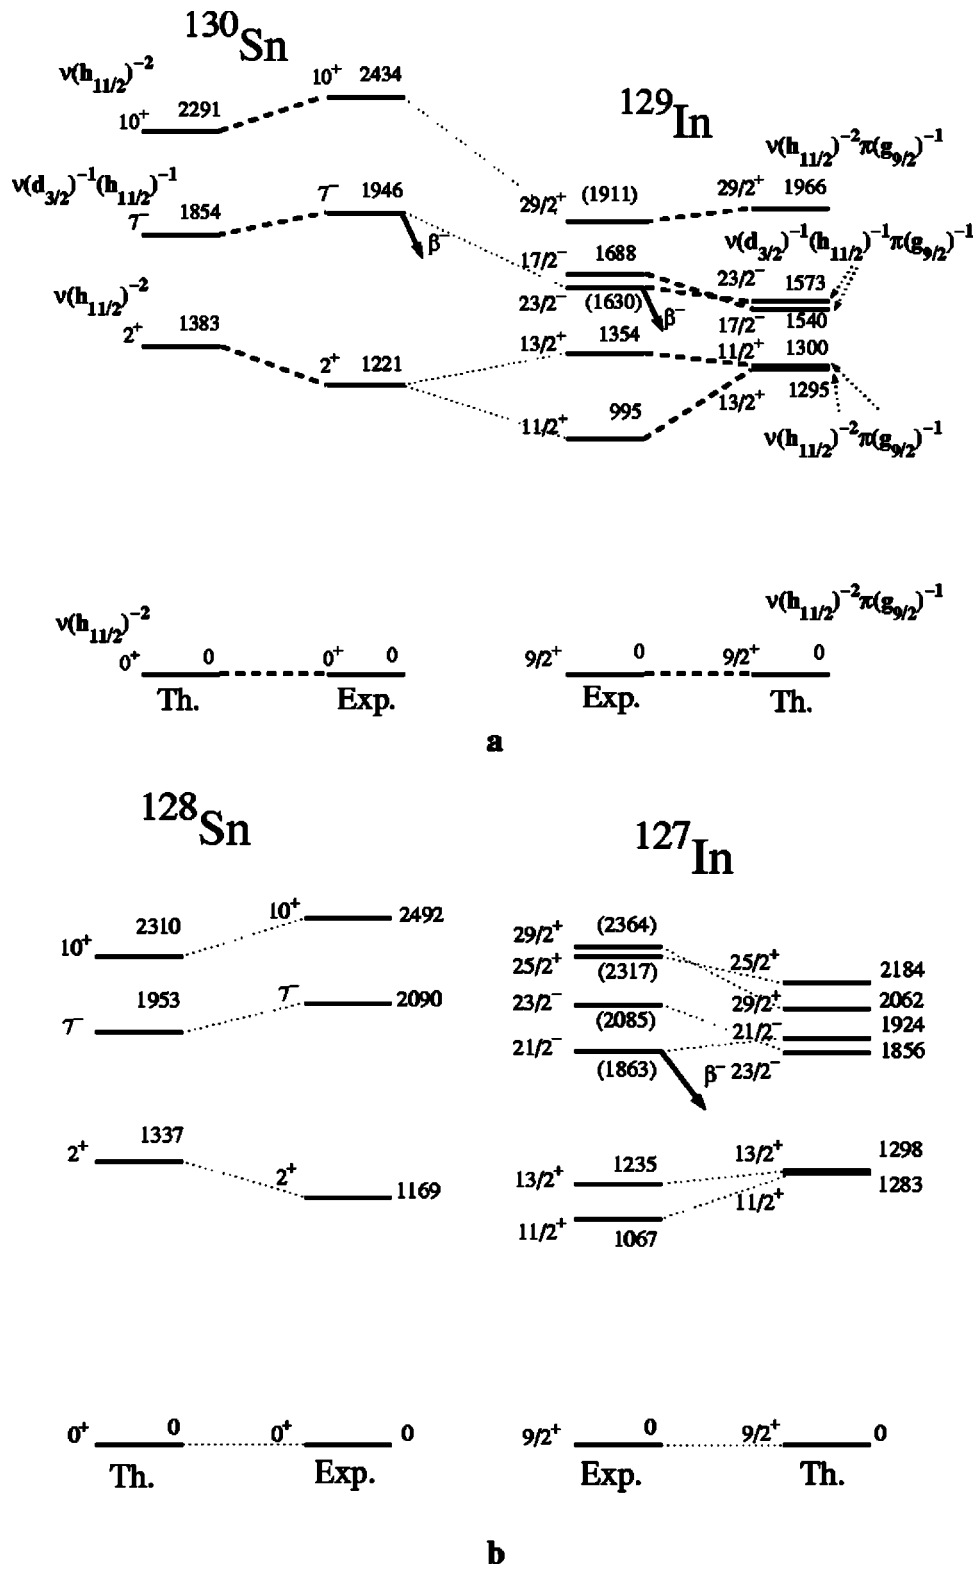 130Sn
ν(h11/2)−2
10+ 2291
10+ 2434
ν(d3/2)−1(h11/2)−1
7− 1854
7− 1946
β−
ν(h11/2)−2
2+ 1383
2+ 1221
ν(h11/2)−2
0+ 0
0+ 0
Th.
Exp.
129In
ν(h11/2)−2π(g9/2)−1
29/2+ (1911)
29/2+ 1966
ν(d3/2)−1(h11/2)−1π(g9/2)−1
17/2− 1688
23/2− 1573
23/2− (1630)
β−
17/2− 1540
13/2+ 1354
11/2+ 1300
13/2+ 1295
11/2+ 995
ν(h11/2)−2π(g9/2)−1
ν(h11/2)−2π(g9/2)−1
9/2+ 0
9/2+ 0
Exp.
Th.
a
128Sn
10+ 2310
10+ 2492
7− 1953
7− 2090
2+ 1337
2+ 1169
0+ 0
0+ 0
Th.
Exp.
127In
29/2+ (2364)
25/2+ (2317)
25/2+ 2184
29/2+ 2062
23/2− (2085)
21/2− 1924
21/2− (1863)
β−
23/2− 1856
13/2+ 1235
13/2+ 1298
11/2+ 1283
11/2+ 1067
9/2+ 0
9/2+ 0
Exp.
Th.
b